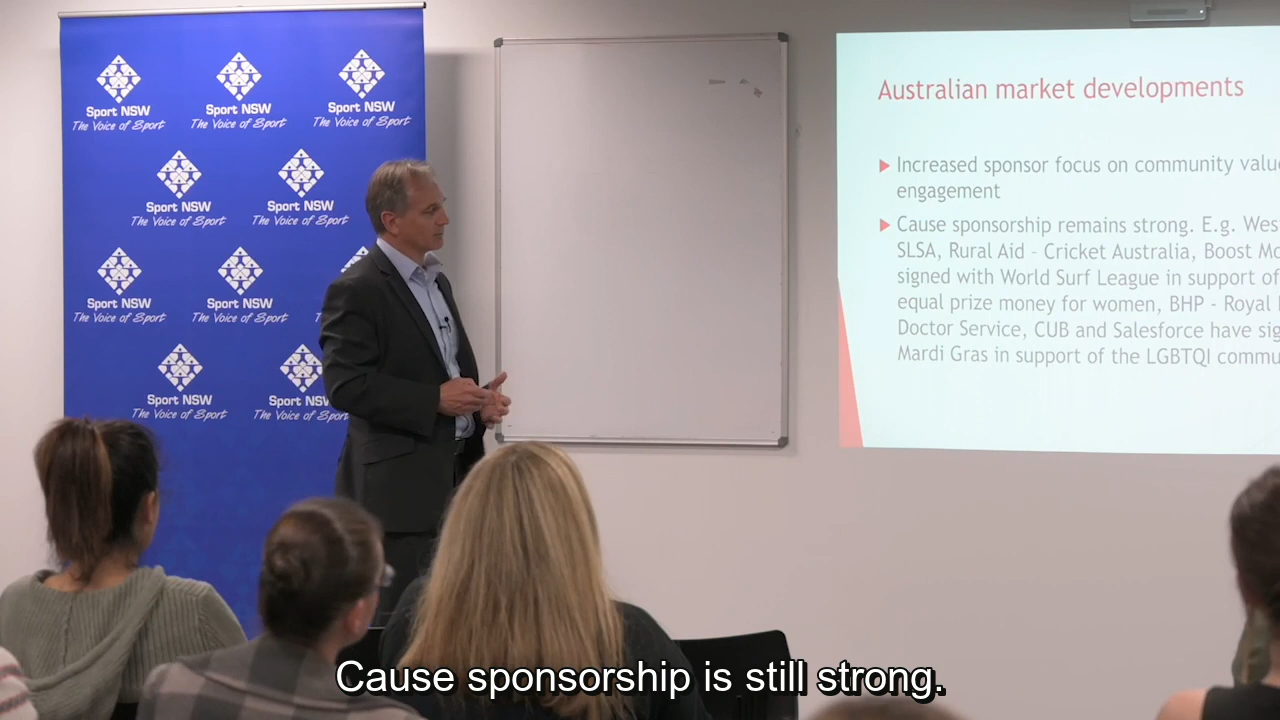 Sport NSW
The Voice of Sport
Sport NSW
The Voice of Sport
Sport NSW
The Voice of Sport
Sport NSW
The Voice of Sport
Sport NSW
The Voice of Sport
Sport NSW
The Voice of Sport
Sport NSW
The Voice of Sport
Sport NSW
The Voice of Sport
Sport NSW
The Voice of Sport
Australian market developments
Increased sponsor focus on community
engagement
Cause sponsorship remains strong. E.g.
SLSA, Rural Aid - Cricket Australia, Boost
signed with World Surf League in support of
equal prize money for women, BHP - Royal
Doctor Service, CUB and Salesforce have
Mardi Gras in support of the LGBTQI
Cause sponsorship is still strong.